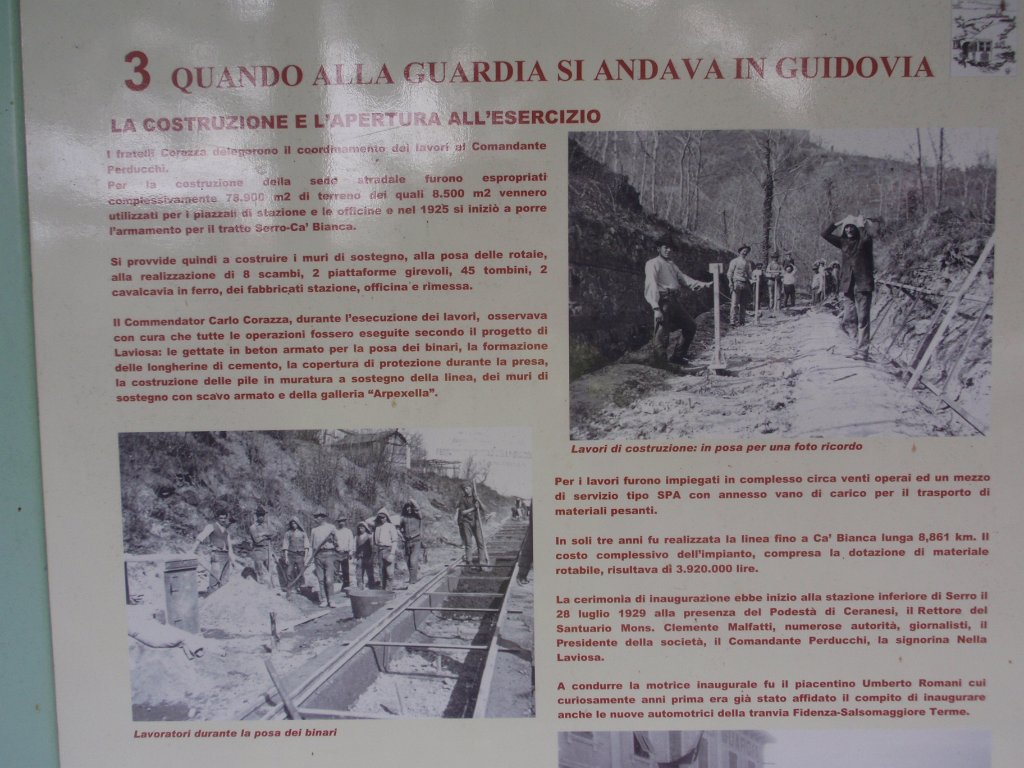 3 QUANDO ALLA GUARDIA SI ANDAVA IN GUIDOVIA
LA COSTRUZIONE E L'APERTURA ALL'ESERCIZIO
I fratelli Corazza delegorono il coordinamento dei lavori al Comandante
Perducchi.
Per la costruzione della sede stradale furono espropriati
complessivamente 78.900 m2 di terreno dei quali 8.500 m2 vennero
utilizzati per i piazzali di stazione e le officine e nel 1925 si iniziò a porre
l'armamento per il tratto Serro-Ca' Bianca.
Si provvide quindi a costruire i muri di sostegno, alla posa delle rotaie,
alla realizzazione di 8 scambi, 2 piattaforme girevoli, 45 tombini, 2
cavalcavia in ferro, dei fabbricati stazione, officina e rimessa.
Il Commendator Carlo Corazza, durante l'esecuzione dei lavori, osservava
con cura che tutte le operazioni fossero eseguite secondo il progetto di
Laviosa: le gettate in beton armato per la posa dei binari, la formazione
delle longherine di cemento, la copertura di protezione durante la presa,
la costruzione delle pile in muratura a sostegno della linea, dei muri di
sostegno con scavo armato e della galleria “Arpexella”.
Lavoratori durante la posa dei binari
Lavori di costruzione: in posa per una foto ricordo
Per i lavori furono impiegati in complesso circa venti operai ed un mezzo
di servizio tipo SPA con annesso vano di carico per il trasporto di
materiali pesanti.
In soli tre anni fu realizzata la linea fino a Ca' Bianca lunga 8,861 km. Il
costo complessivo dell'impianto, compresa la dotazione di materiale
rotabile, risultava di 3.920.000 lire.
La cerimonia di inaugurazione ebbe inizio alla stazione inferiore di Serro il
28 luglio 1929 alla presenza del Podestà di Ceranesi, il Rettore del
Santuario Mons. Clemente Malfatti, numerose autorità, giornalisti, il
Presidente della società, il Comandante Perducchi, la signorina Nella
Laviosa.
A condurre la motrice inaugurale fu il piacentino Umberto Romani cui
curiosamente anni prima era già stato affidato il compito di inaugurare
anche le nuove automotrici della tranvia Fidenza-Salsomaggiore Terme.